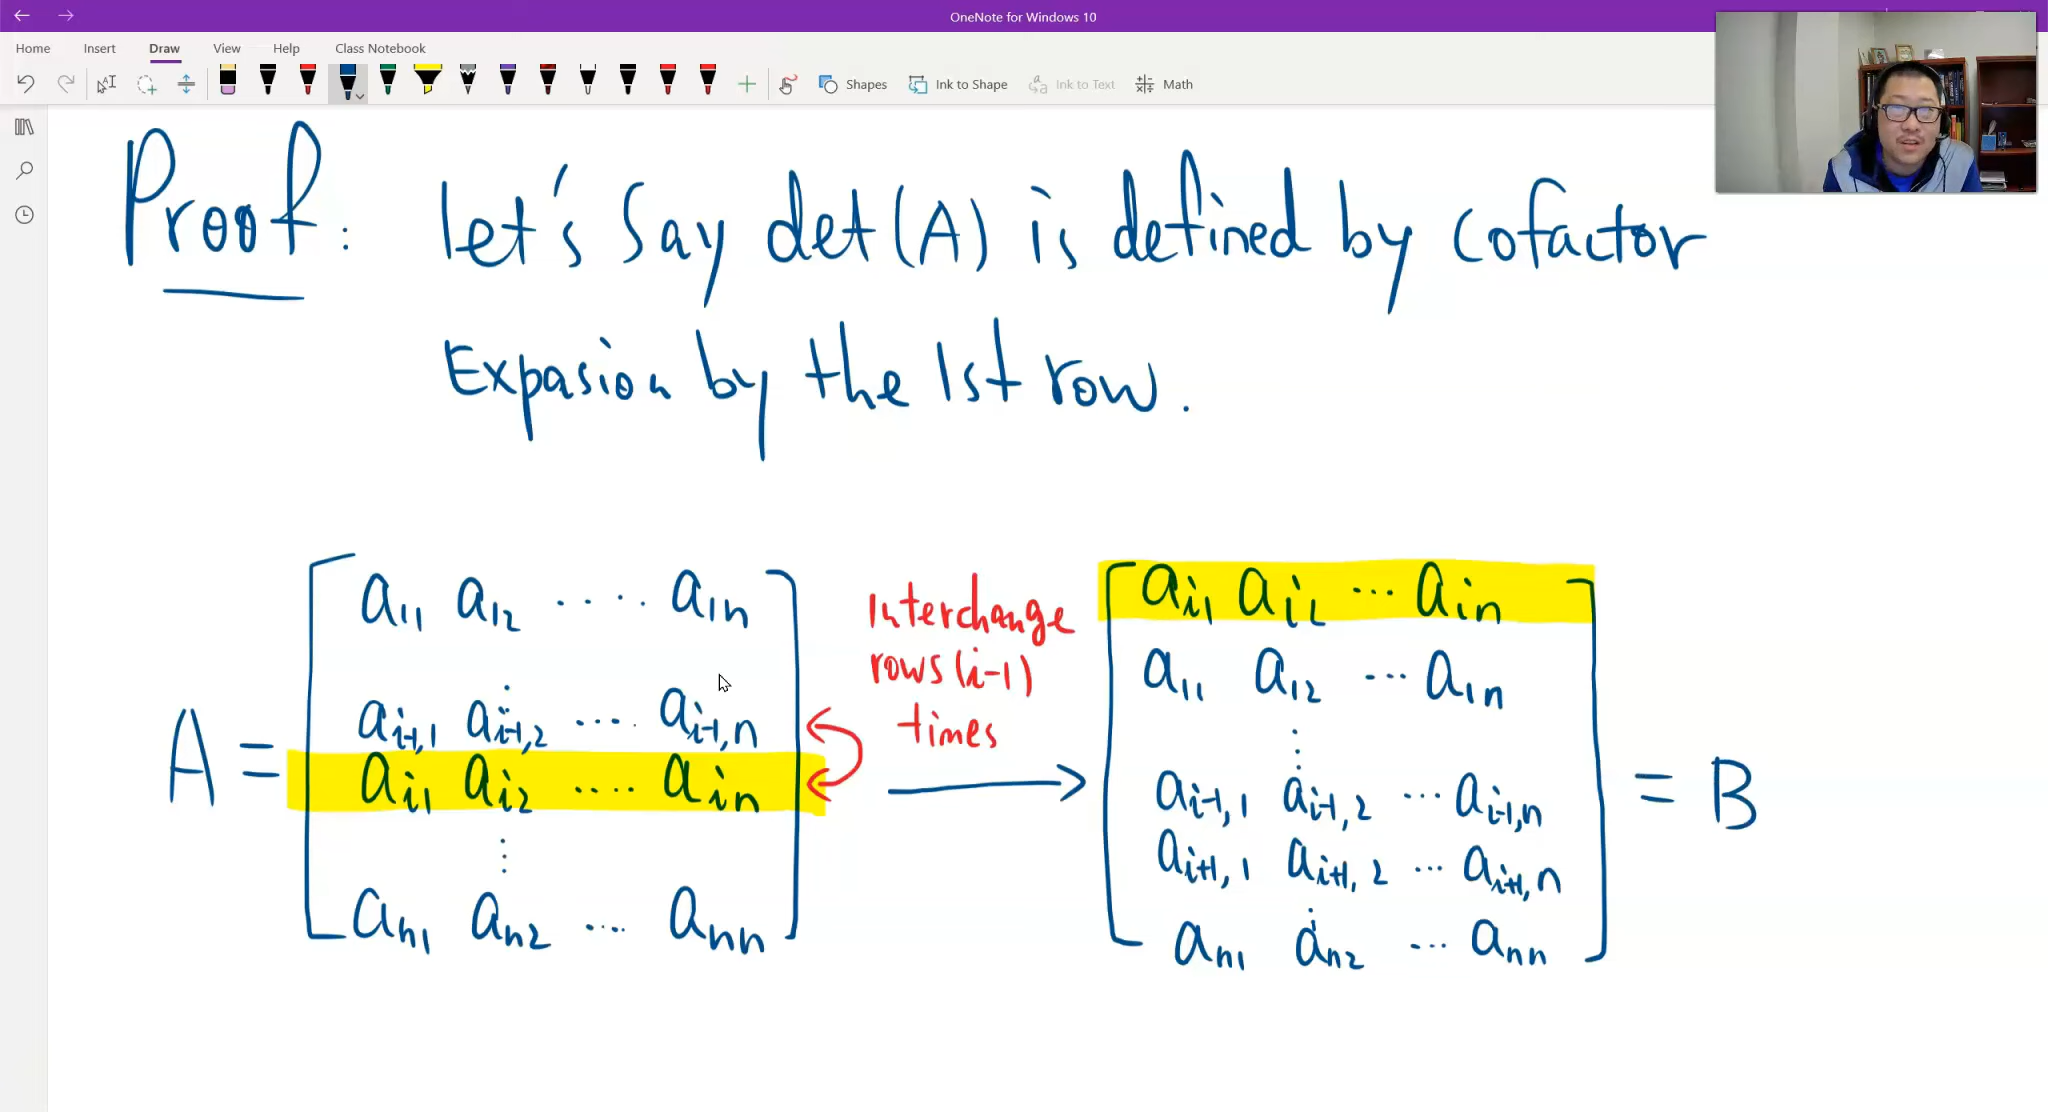 OneNote for Windows 10
Home Insert Draw View Help Class Notebook
Shapes Ink to Shape Ink to Text Math
Proof: Let's Say det(A) is defined by cofactor
Expasion by the 1st row.
A = [ a11 a12 .... a1n
⋮
ai-1,1 ai-1,2 .... ai-1,n
ai1 ai2 .... ain
⋮
an1 an2 ... ann ]
Interchange
rows (i-1)
times
→
[ ai1 ai2 ... ain
a11 a12 ... a1n
⋮
ai-1,1 ai-1,2 ... ai-1,n
ai+1,1 ai+1,2 ... ai+1,n
⋮
an1 an2 ... ann ] = B